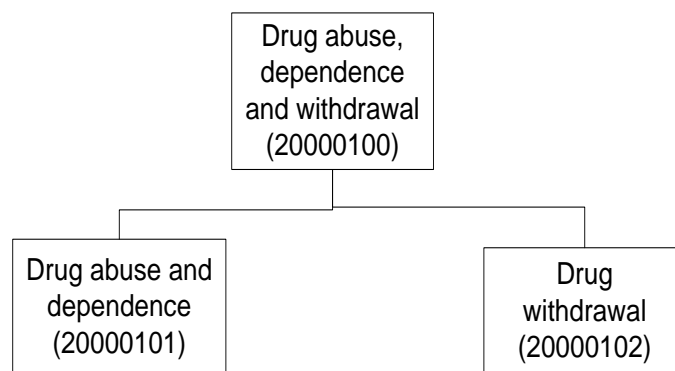 Drug abuse,
dependence
and withdrawal
(20000100)
Drug abuse and
dependence
(20000101)
Drug
withdrawal
(20000102)